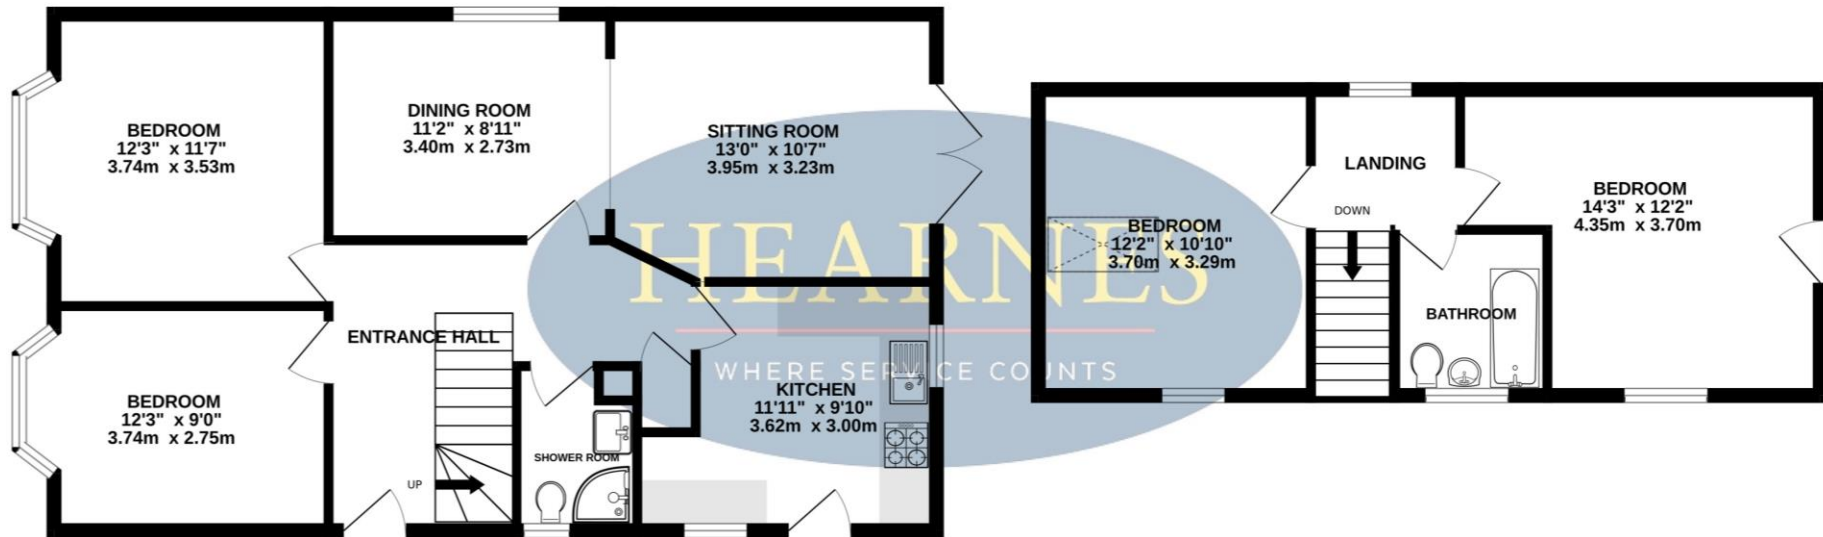 BEDROOM
12'3" x 11'7"
3.74m x 3.53m
DINING ROOM
11'2" x 8'11"
3.40m x 2.73m
SITTING ROOM
13'0" x 10'7"
3.95m x 3.23m
ENTRANCE HALL
BEDROOM
12'3" x 9'0"
3.74m x 2.75m
UP
SHOWER ROOM
KITCHEN
11'11" x 9'10"
3.62m x 3.00m
HEARNES
WHERE SERVICE COUNTS
BEDROOM
12'2" x 10'10"
3.70m x 3.29m
LANDING
DOWN
BATHROOM
BEDROOM
14'3" x 12'2"
4.35m x 3.70m